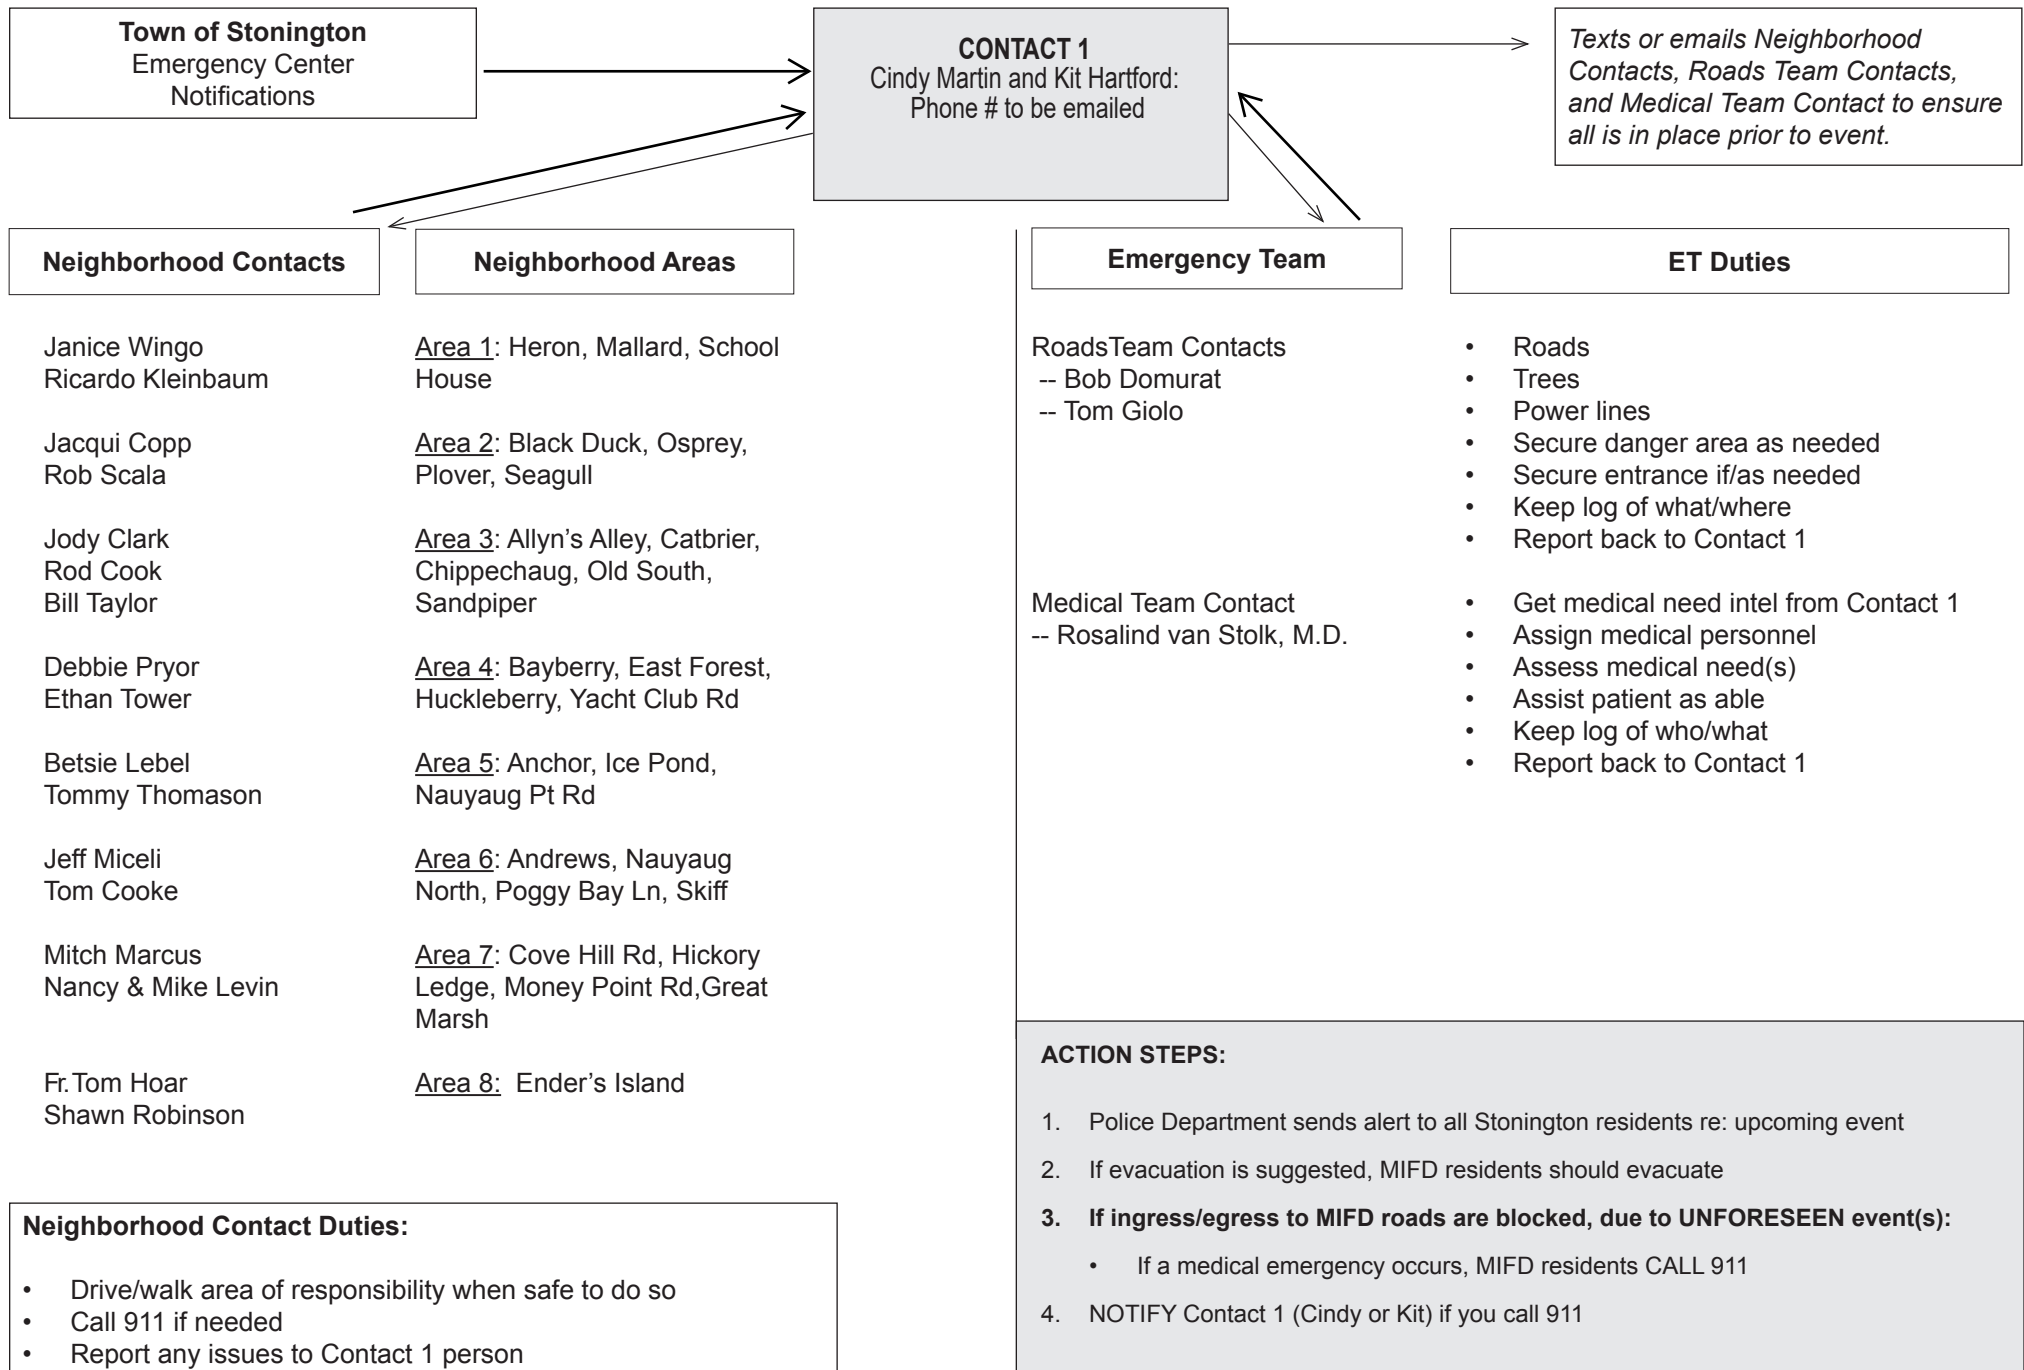 Town of Stonington
Emergency Center
Notifications
CONTACT 1
Cindy Martin and Kit Hartford:
Phone # to be emailed
Texts or emails Neighborhood
Contacts, Roads Team Contacts,
and Medical Team Contact to ensure
all is in place prior to event.
Neighborhood Contacts
Neighborhood Areas
Janice Wingo
Ricardo Kleinbaum
Area 1: Heron, Mallard, School
House
Jacqui Copp
Rob Scala
Area 2: Black Duck, Osprey,
Plover, Seagull
Jody Clark
Rod Cook
Bill Taylor
Area 3: Allyn’s Alley, Catbrier,
Chippechaug, Old South,
Sandpiper
Debbie Pryor
Ethan Tower
Area 4: Bayberry, East Forest,
Huckleberry, Yacht Club Rd
Betsie Lebel
Tommy Thomason
Area 5: Anchor, Ice Pond,
Nauyaug Pt Rd
Jeff Miceli
Tom Cooke
Area 6: Andrews, Nauyaug
North, Poggy Bay Ln, Skiff
Mitch Marcus
Nancy & Mike Levin
Area 7: Cove Hill Rd, Hickory
Ledge, Money Point Rd,Great
Marsh
Fr.Tom Hoar
Shawn Robinson
Area 8:  Ender’s Island
Neighborhood Contact Duties:
• Drive/walk area of responsibility when safe to do so
• Call 911 if needed
• Report any issues to Contact 1 person
Emergency Team
ET Duties
RoadsTeam Contacts
-- Bob Domurat
-- Tom Giolo
• Roads
• Trees
• Power lines
• Secure danger area as needed
• Secure entrance if/as needed
• Keep log of what/where
• Report back to Contact 1
Medical Team Contact
-- Rosalind van Stolk, M.D.
• Get medical need intel from Contact 1
• Assign medical personnel
• Assess medical need(s)
• Assist patient as able
• Keep log of who/what
• Report back to Contact 1
ACTION STEPS:
1. Police Department sends alert to all Stonington residents re: upcoming event
2. If evacuation is suggested, MIFD residents should evacuate
3. If ingress/egress to MIFD roads are blocked, due to UNFORESEEN event(s):
• If a medical emergency occurs, MIFD residents CALL 911
4. NOTIFY Contact 1 (Cindy or Kit) if you call 911